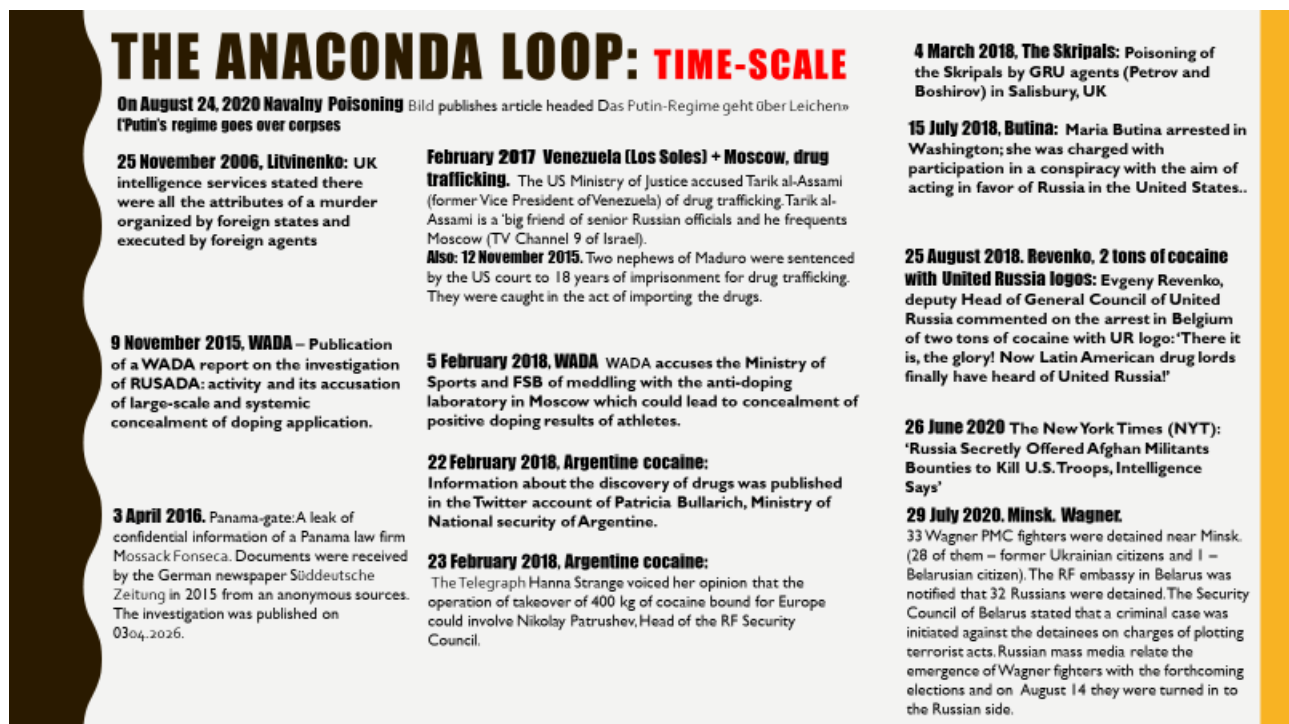 THE ANACONDA LOOP: TIME-SCALE
On August 24, 2020 Navalny Poisoning Bild publishes article headed Das Putin-Regime geht über Leichen»
('Putin's regime goes over corpses
25 November 2006, Litvinenko: UK
intelligence services stated there
were all the attributes of a murder
organized by foreign states and
executed by foreign agents
9 November 2015, WADA – Publication
of a WADA report on the investigation
of RUSADA: activity and its accusation
of large-scale and systemic
concealment of doping application.
3 April 2016. Panama-gate: A leak of
confidential information of a Panama law firm
Mossack Fonseca. Documents were received
by the German newspaper Süddeutsche
Zeitung in 2015 from an anonymous sources.
The investigation was published on
0304.2026.
February 2017 Venezuela (Los Soles) + Moscow, drug
trafficking. The US Ministry of Justice accused Tarik al-Assami
(former Vice President of Venezuela) of drug trafficking. Tarik al-
Assami is a 'big friend of senior Russian officials and he frequents
Moscow (TV Channel 9 of Israel).
Also: 12 November 2015. Two nephews of Maduro were sentenced
by the US court to 18 years of imprisonment for drug trafficking.
They were caught in the act of importing the drugs.
5 February 2018, WADA WADA accuses the Ministry of
Sports and FSB of meddling with the anti-doping
laboratory in Moscow which could lead to concealment of
positive doping results of athletes.
22 February 2018, Argentine cocaine:
Information about the discovery of drugs was published
in the Twitter account of Patricia Bullarich, Ministry of
National security of Argentine.
23 February 2018, Argentine cocaine:
The Telegraph Hanna Strange voiced her opinion that the
operation of takeover of 400 kg of cocaine bound for Europe
could involve Nikolay Patrushev, Head of the RF Security
Council.
4 March 2018, The Skripals: Poisoning of
the Skripals by GRU agents (Petrov and
Boshirov) in Salisbury, UK
15 July 2018, Butina: Maria Butina arrested in
Washington; she was charged with
participation in a conspiracy with the aim of
acting in favor of Russia in the United States..
25 August 2018. Revenko, 2 tons of cocaine
with United Russia logos: Evgeny Revenko,
deputy Head of General Council of United
Russia commented on the arrest in Belgium
of two tons of cocaine with UR logo: 'There it
is, the glory! Now Latin American drug lords
finally have heard of United Russia!'
26 June 2020 The New York Times (NYT):
'Russia Secretly Offered Afghan Militants
Bounties to Kill U.S. Troops, Intelligence
Says'
29 July 2020. Minsk. Wagner.
33 Wagner PMC fighters were detained near Minsk.
(28 of them – former Ukrainian citizens and 1 –
Belarusian citizen). The RF embassy in Belarus was
notified that 32 Russians were detained. The Security
Council of Belarus stated that a criminal case was
initiated against the detainees on charges of plotting
terrorist acts. Russian mass media relate the
emergence of Wagner fighters with the forthcoming
elections and on August 14 they were turned in to
the Russian side.